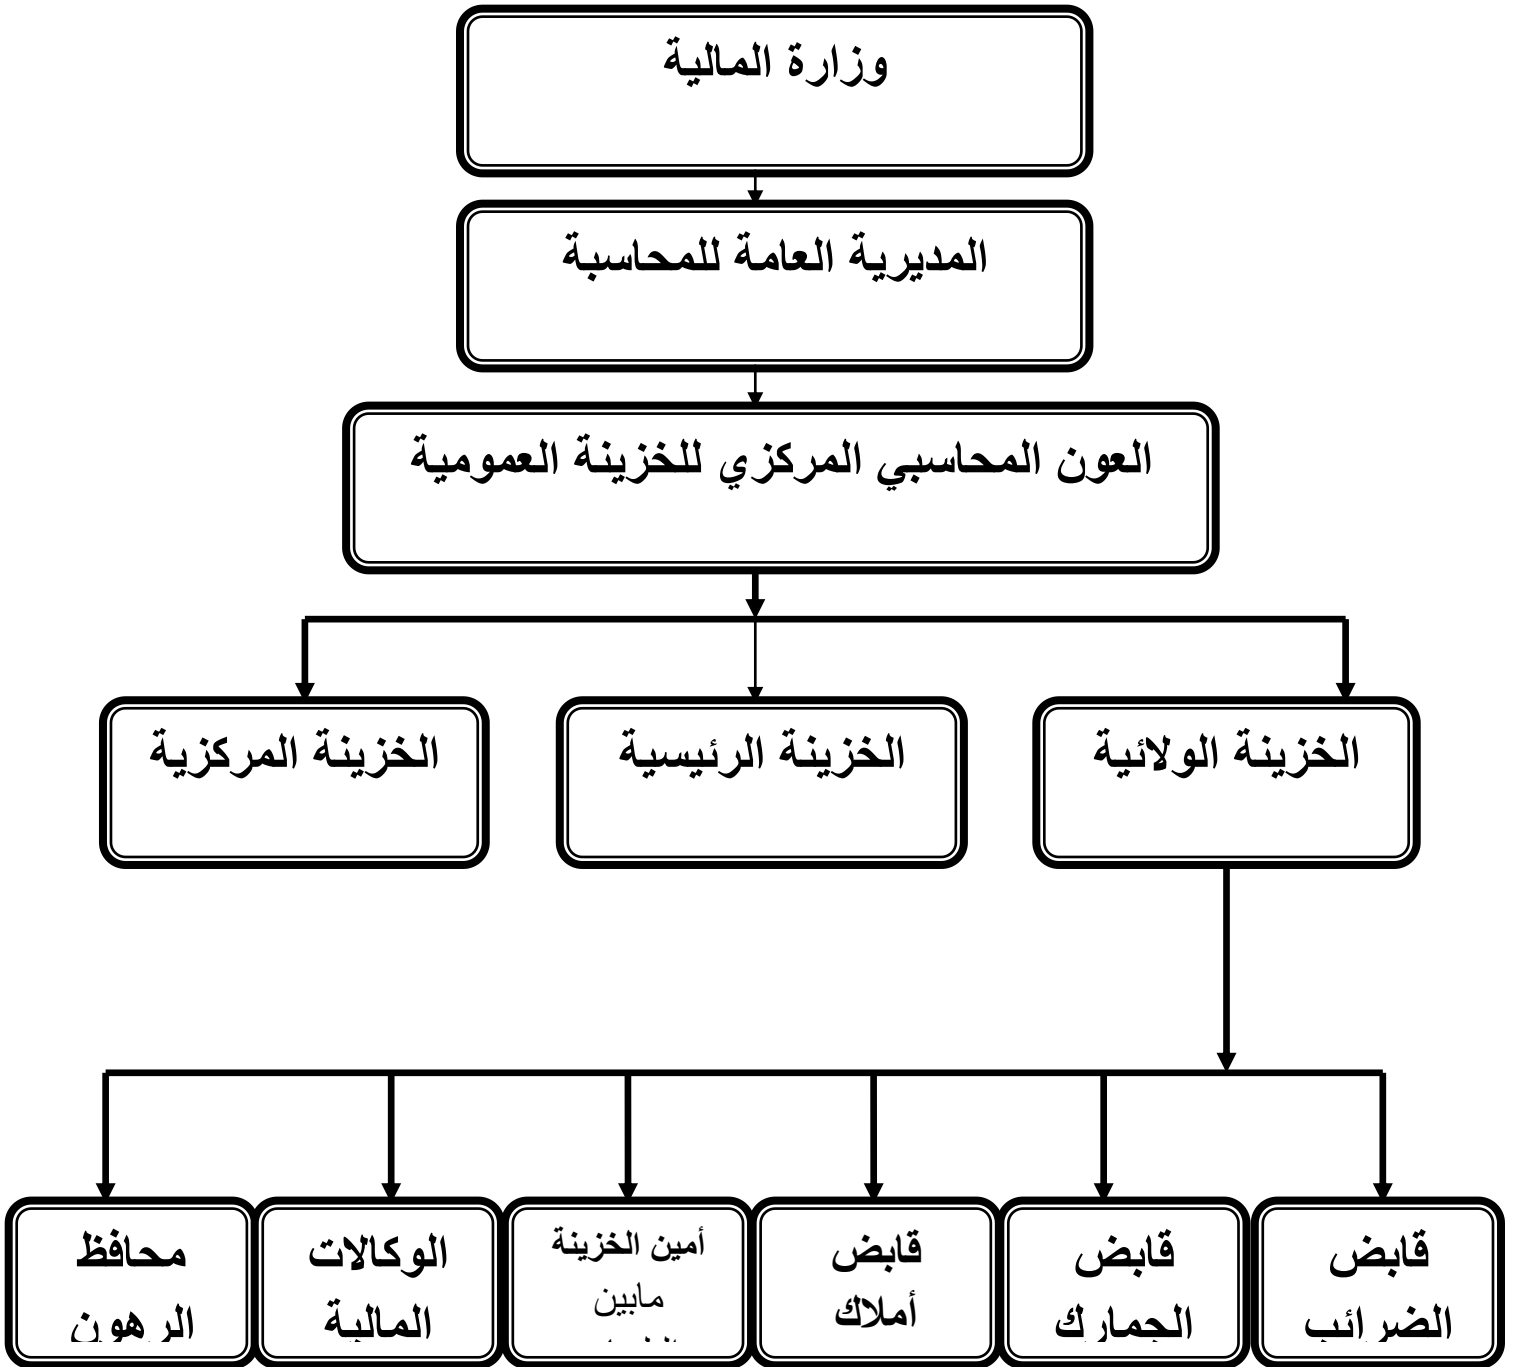 وزارة المالية
المديرية العامة للمحاسبة
العون المحاسبي المركزي للخزينة العمومية
الخزينة الولائية
الخزينة الرئيسية
الخزينة المركزية
قابض
الضرائب
قابض
الجمارك
قابض
أملاك
أمين الخزينة
مابين
الوكالات
المالية
محافظ
الرهون